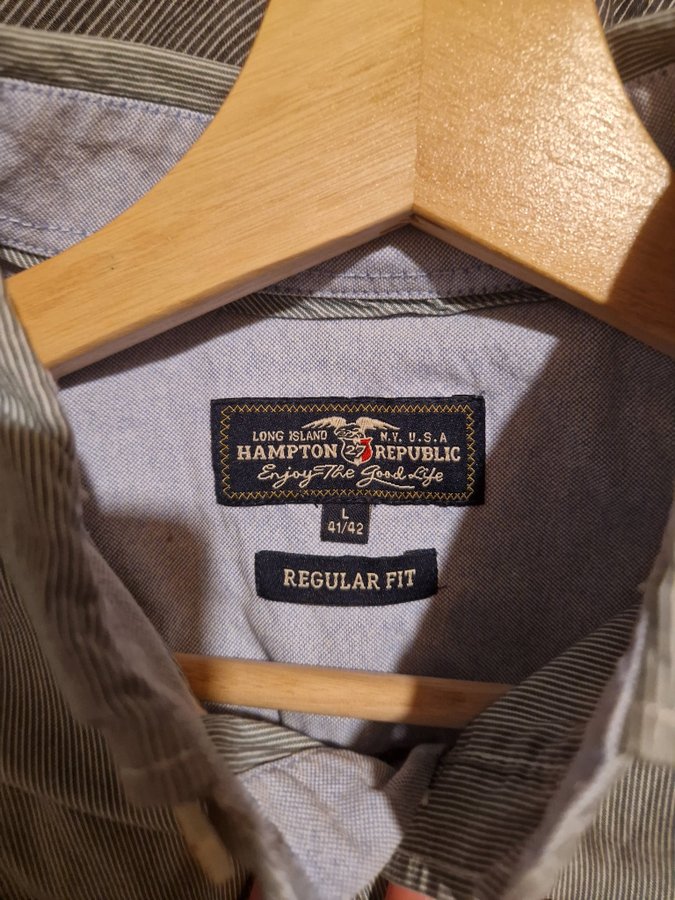 LONG ISLAND N.Y. U.S.A
HAMPTON 27 REPUBLIC
Enjoy The Good Life
L
41/42
REGULAR FIT